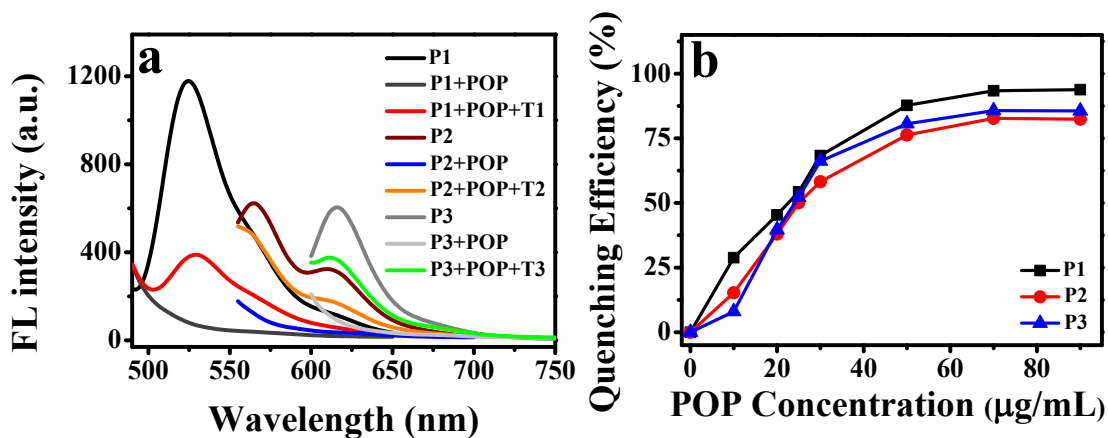 a
FL intensity (a.u.)
1200
800
400
0
500 550 600 650 700 750
Wavelength (nm)
P1
P1+POP
P1+POP+T1
P2
P2+POP
P2+POP+T2
P3
P3+POP
P3+POP+T3
b
Quenching Efficiency (%)
100
75
50
25
0
0 20 40 60 80
POP Concentration (μg/mL)
P1
P2
P3